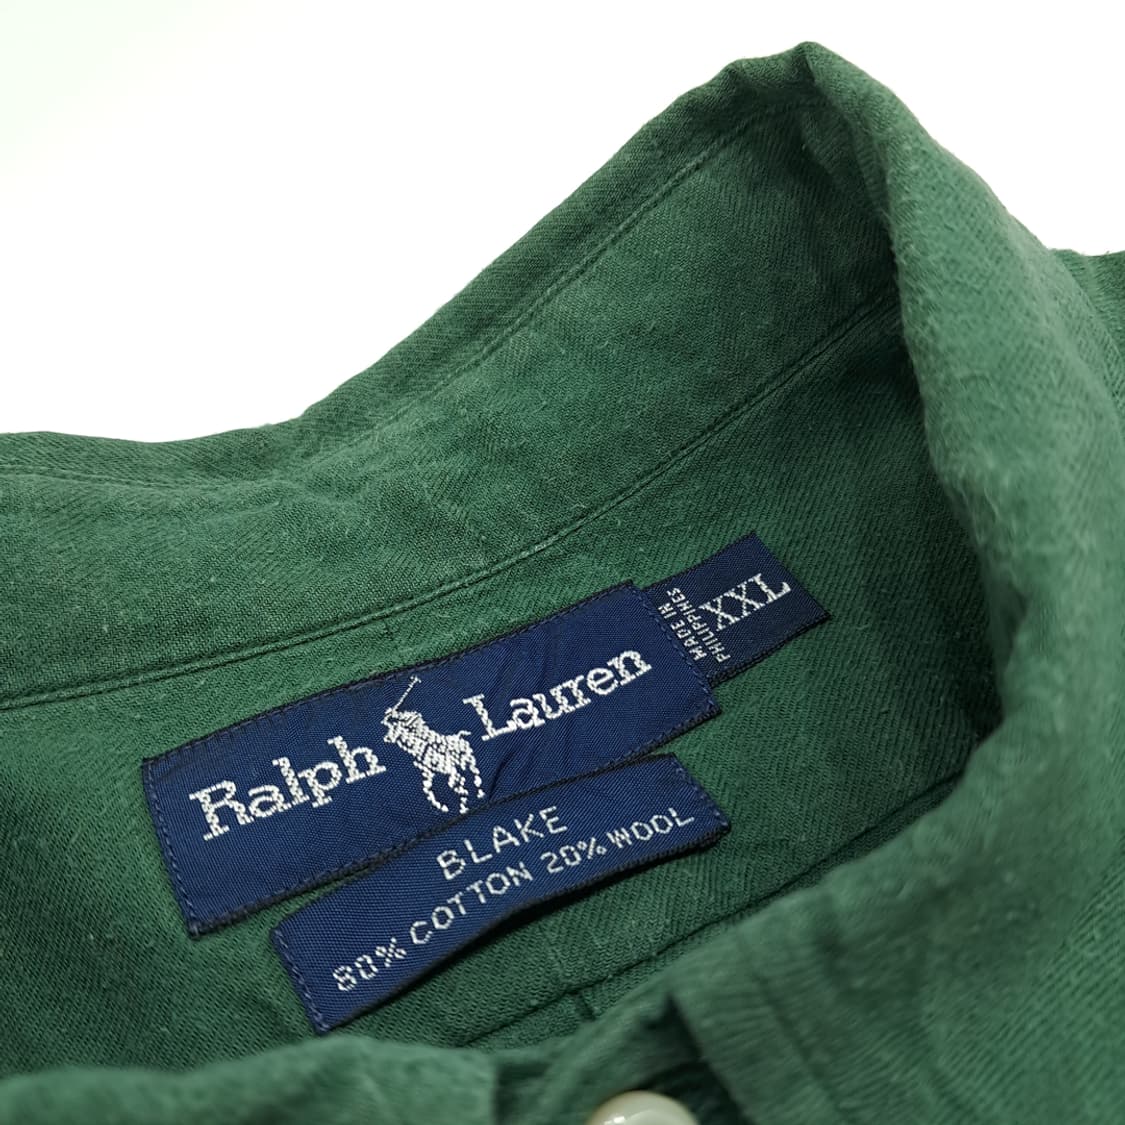 Ralph Lauren
MADE IN
PHILIPPINES
XXL
BLAKE
80% COTTON 20% WOOL